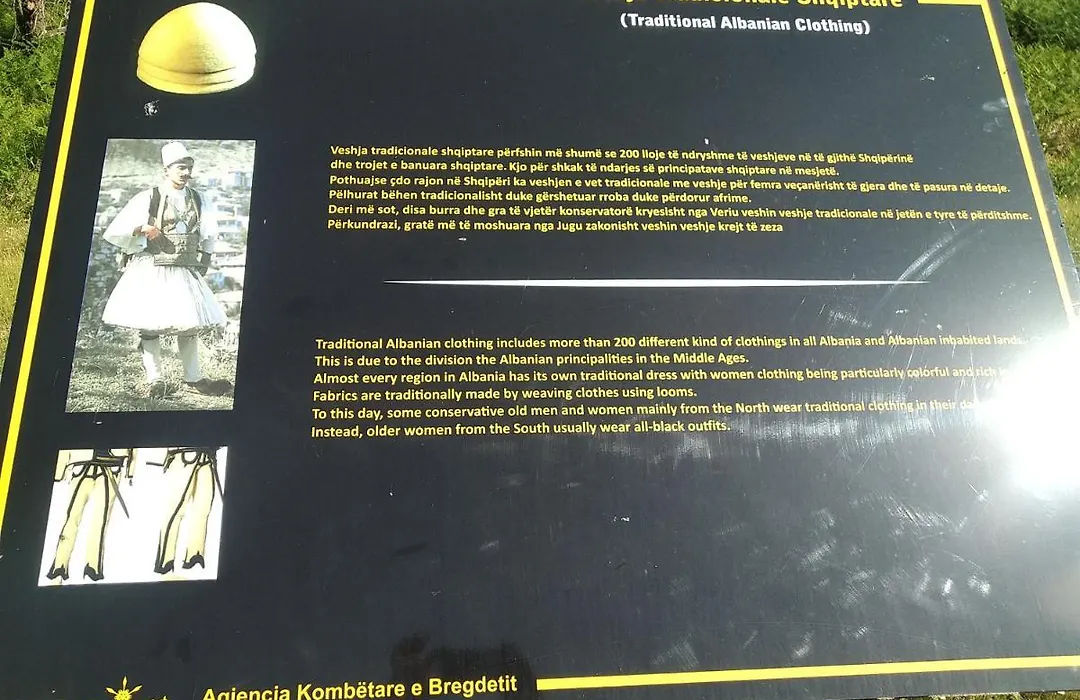 Shqiptare
(Traditional Albanian Clothing)
Veshja tradicionale shqiptare përfshin më shumë se 200 lloje të ndryshme të veshjeve në të gjithë Shqipërinë
dhe trojet e banuara shqiptare. Kjo për shkak të ndarjes së principatave shqiptare në mesjetë.
Pothuajse çdo rajon në Shqipëri ka veshjen e vet tradicionale me veshje për femra veçanërisht të gjera dhe të pasura në detaje.
Pëlhurat bëhen tradicionalisht duke gërshetuar rroba duke përdorur afrime.
Deri më sot, disa burra dhe gra të vjetër konservatorë kryesisht nga Veriu veshin veshje tradicionale në jetën e tyre të përditshme.
Përkundrazi, gratë më të moshuara nga Jugu zakonisht veshin veshje krejt të zeza
Traditional Albanian clothing includes more than 200 different kind of clothings in all Albania and Albanian inhabited lands.
This is due to the division the Albanian principalities in the Middle Ages.
Almost every region in Albania has its own traditional dress with women clothing being particularly colorful and rich
Fabrics are traditionally made by weaving clothes using looms.
To this day, some conservative old men and women mainly from the North wear traditional clothing in their
Instead, older women from the South usually wear all-black outfits.
Agjencia Kombëtare e Bregdetit